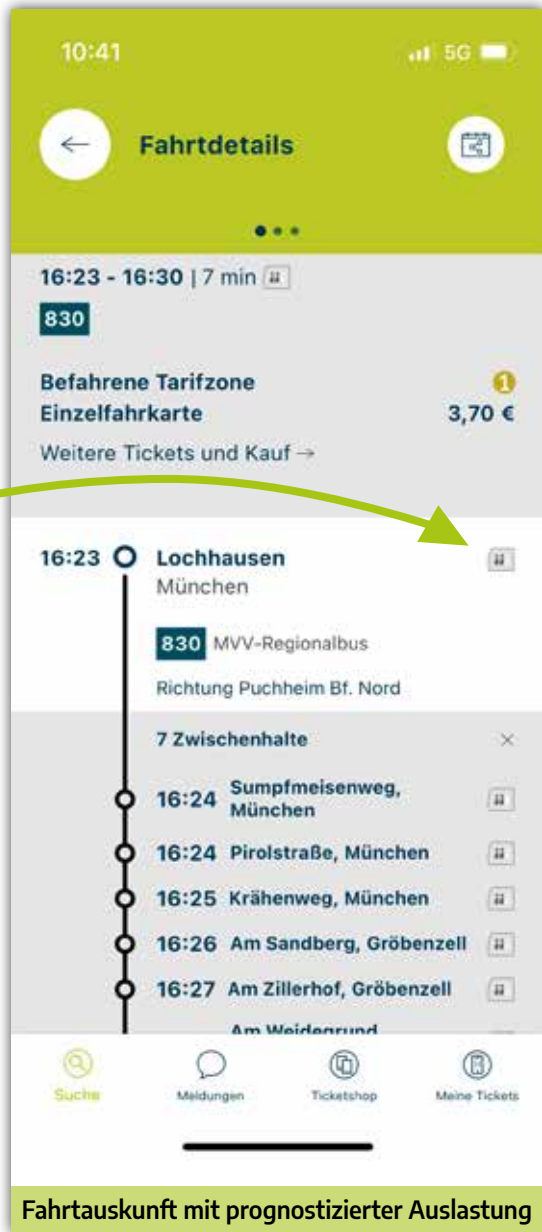 10:41
5G
Fahrtdetails
16:23 - 16:30 | 7 min
830
Befahrene Tarifzone 1
Einzelfahrkarte 3,70 €
Weitere Tickets und Kauf →
16:23 Lochhausen
München
830 MVV-Regionalbus
Richtung Puchheim Bf. Nord
7 Zwischenhalte ×
16:24 Sumpfmeisenweg,
München
16:24 Pirolstraße, München
16:25 Krähenweg, München
16:26 Am Sandberg, Gröbenzell
16:27 Am Zillerhof, Gröbenzell
Am Weidegrund
Suche Meldungen Ticketshop Meine Tickets
Fahrtauskunft mit prognostizierter Auslastung